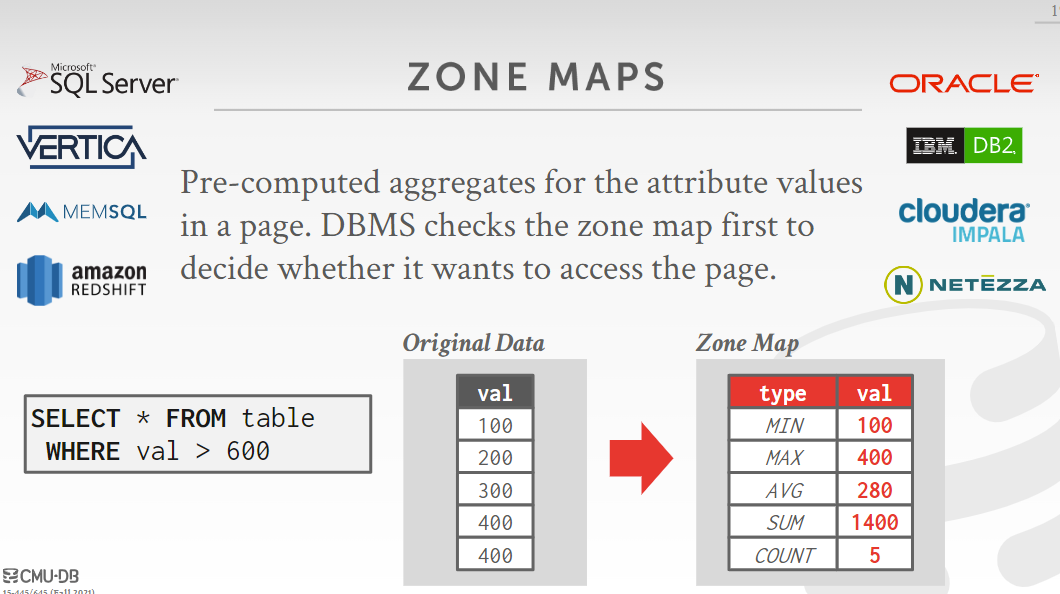 1
ZONE MAPS
Microsoft®
SQL Server®
VERTICA
MEMSQL
amazon
REDSHIFT
ORACLE®
IBM. DB2.
cloudera®
IMPALA
N NETEZZA
Pre-computed aggregates for the attribute values
in a page. DBMS checks the zone map first to
decide whether it wants to access the page.
SELECT * FROM table
WHERE val > 600
Original Data
val
100
200
300
400
400
Zone Map
type val
MIN 100
MAX 400
AVG 280
SUM 1400
COUNT 5
CMU·DB
15-445/645 (Fall 2021)